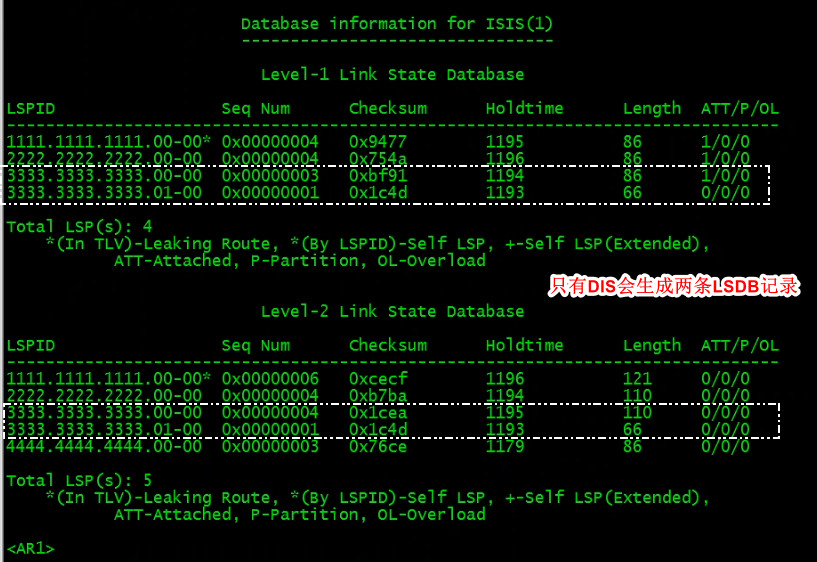 Database information for ISIS(1)
--------------------------------
Level-1 Link State Database
LSPID Seq Num Checksum Holdtime Length ATT/P/OL
-------------------------------------------------------------------------------
1111.1111.1111.00-00* 0x00000004 0x9477 1195 86 1/0/0
2222.2222.2222.00-00 0x00000004 0x754a 1196 86 1/0/0
3333.3333.3333.00-00 0x00000003 0xbf91 1194 86 1/0/0
3333.3333.3333.01-00 0x00000001 0x1c4d 1193 66 0/0/0
Total LSP(s): 4
*(In TLV)-Leaking Route, *(By LSPID)-Self LSP, +-Self LSP(Extended),
ATT-Attached, P-Partition, OL-Overload
只有DIS会生成两条LSDB记录
Level-2 Link State Database
LSPID Seq Num Checksum Holdtime Length ATT/P/OL
-------------------------------------------------------------------------------
1111.1111.1111.00-00* 0x00000006 0xcecf 1196 121 0/0/0
2222.2222.2222.00-00 0x00000004 0xb7ba 1194 110 0/0/0
3333.3333.3333.00-00 0x00000004 0x1cea 1195 110 0/0/0
3333.3333.3333.01-00 0x00000001 0x1c4d 1193 66 0/0/0
4444.4444.4444.00-00 0x00000003 0x76ce 1179 86 0/0/0
Total LSP(s): 5
*(In TLV)-Leaking Route, *(By LSPID)-Self LSP, +-Self LSP(Extended),
ATT-Attached, P-Partition, OL-Overload
<AR1>